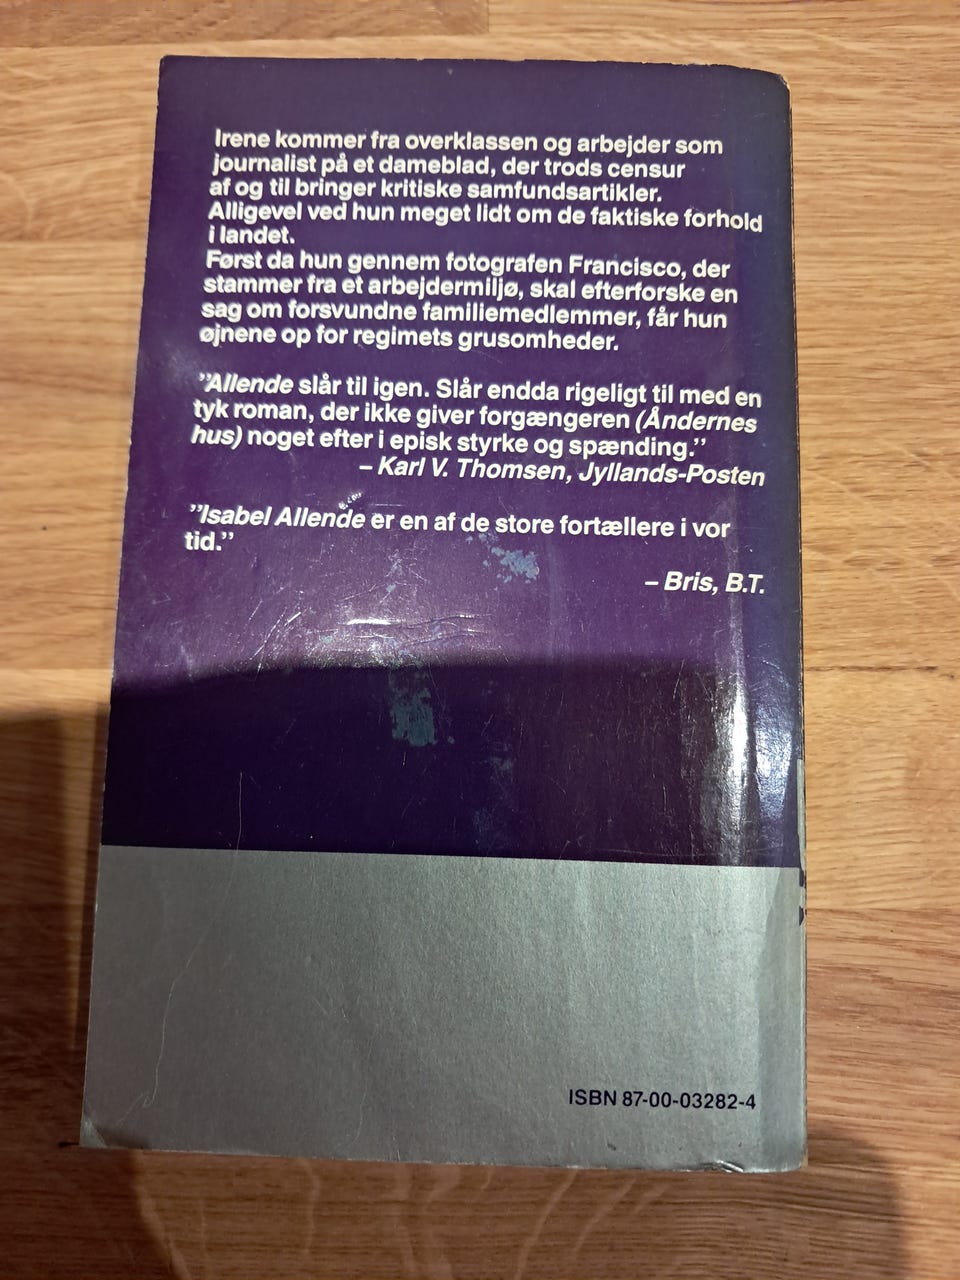 Irene kommer fra overklassen og arbejder som
journalist på et dameblad, der trods censur
af og til bringer kritiske samfundsartikler.
Alligevel ved hun meget lidt om de faktiske forhold
i landet.
Først da hun gennem fotografen Francisco, der
stammer fra et arbejdermiljø, skal efterforske en
sag om forsvundne familiemedlemmer, får hun
øjnene op for regimets grusomheder.
”Allende slår til igen. Slår endda rigeligt til med en
tyk roman, der ikke giver forgængeren (Åndernes
hus) noget efter i episk styrke og spænding.”
– Karl V. Thomsen, Jyllands-Posten
”Isabel Allende er en af de store fortællere i vor
tid.”
– Bris, B.T.
ISBN 87-00-03282-4